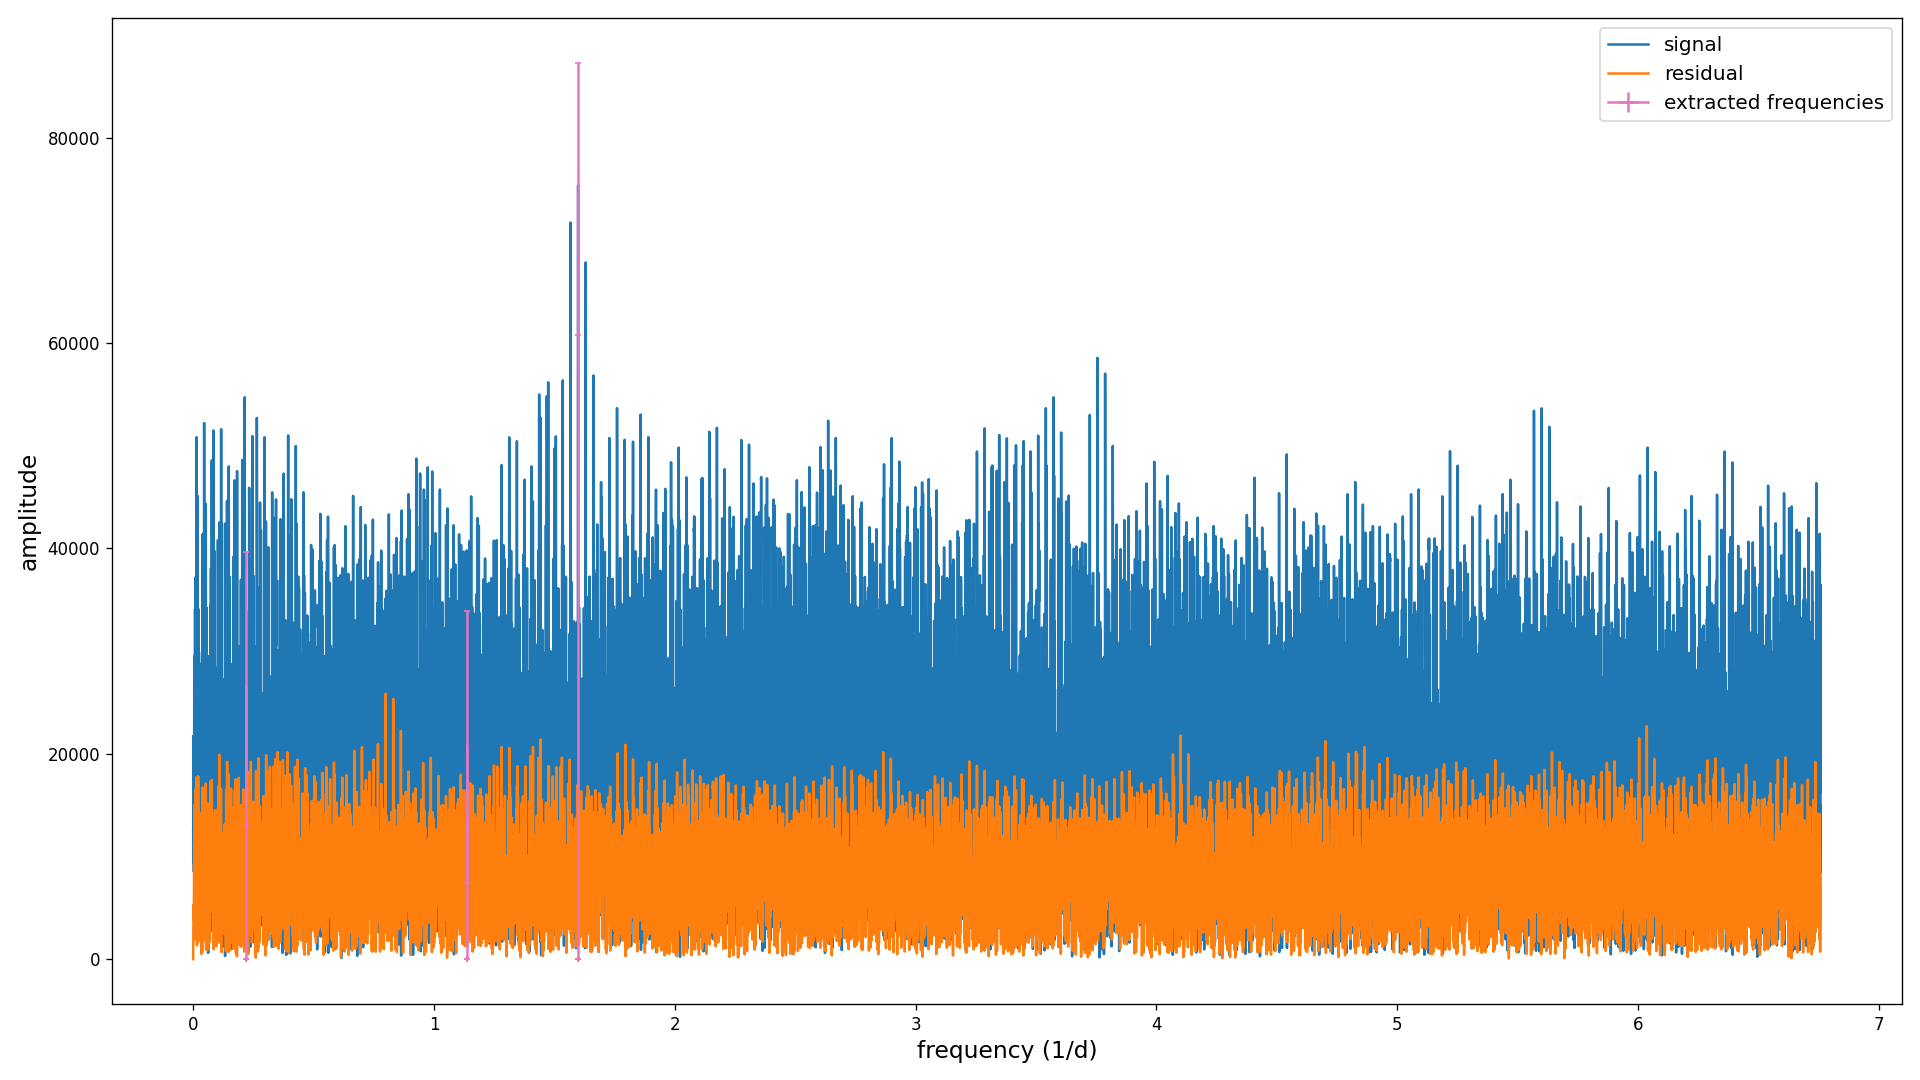 signal
residual
extracted frequencies
amplitude
80000
60000
40000
20000
0
0 1 2 3 4 5 6 7
frequency (1/d)